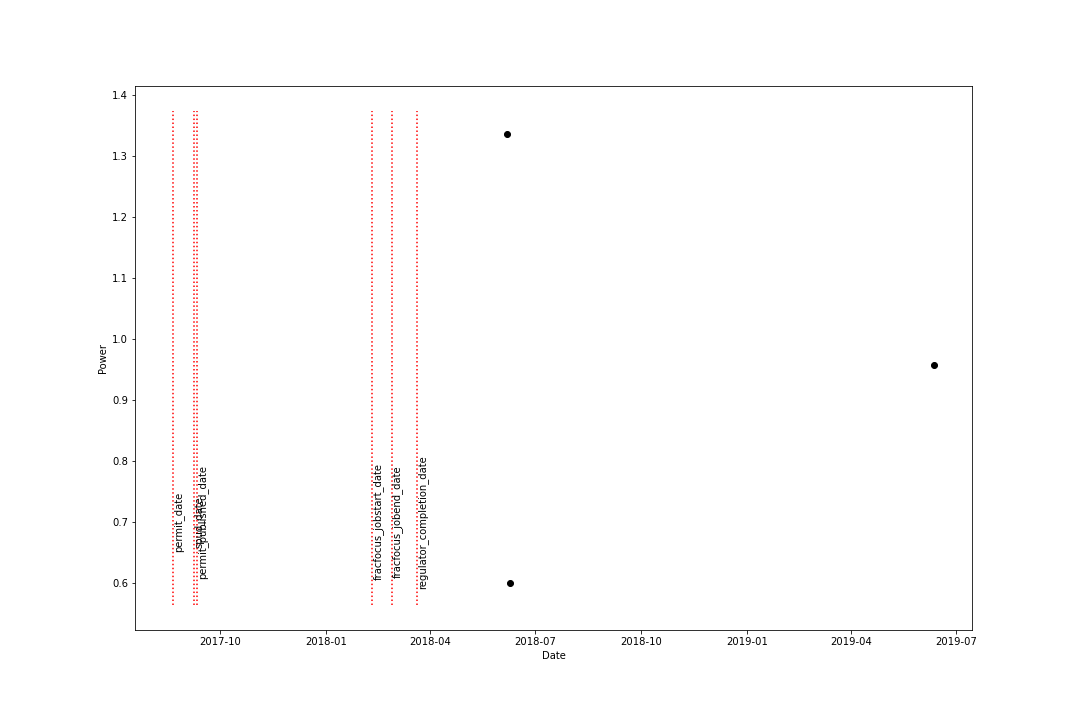 1.4
1.3
1.2
1.1
1.0
0.9
0.8
0.7
0.6
Power
permit_date
permit_published_date
fracfocus_jobstart_date
fracfocus_jobend_date
regulator_completion_date
2017-10
2018-01
2018-04
2018-07
2018-10
2019-01
2019-04
2019-07
Date